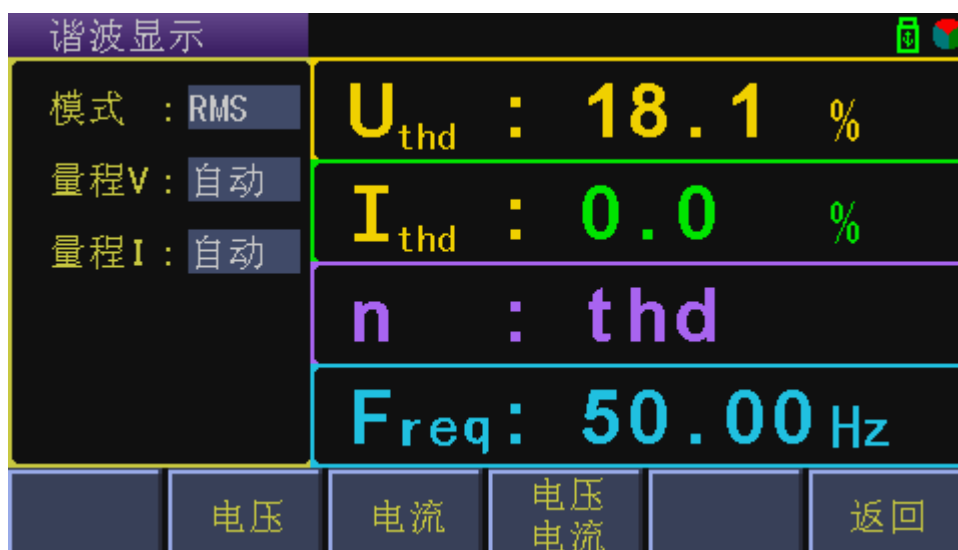 谐波显示
模式 : RMS
量程V : 自动
量程I : 自动
Uthd : 18.1 %
Ithd : 0.0 %
n : thd
Freq : 50.00 Hz
电压
电流
电压
电流
返回